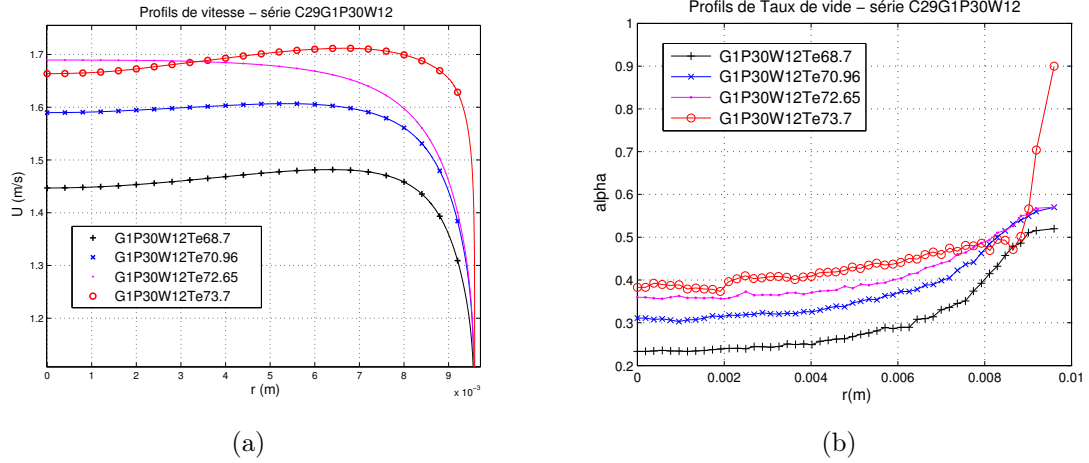 Profils de vitesse − série C29G1P30W12
1.7
1.6
1.5
1.4
1.3
1.2
U (m/s)
G1P30W12Te68.7
G1P30W12Te70.96
G1P30W12Te72.65
G1P30W12Te73.7
0 1 2 3 4 5 6 7 8 9
r (m)
x 10⁻³
(a)
Profils de Taux de vide − série C29G1P30W12
1
0.9
0.8
0.7
0.6
0.5
0.4
0.3
0.2
alpha
G1P30W12Te68.7
G1P30W12Te70.96
G1P30W12Te72.65
G1P30W12Te73.7
0 0.002 0.004 0.006 0.008 0.01
r(m)
(b)